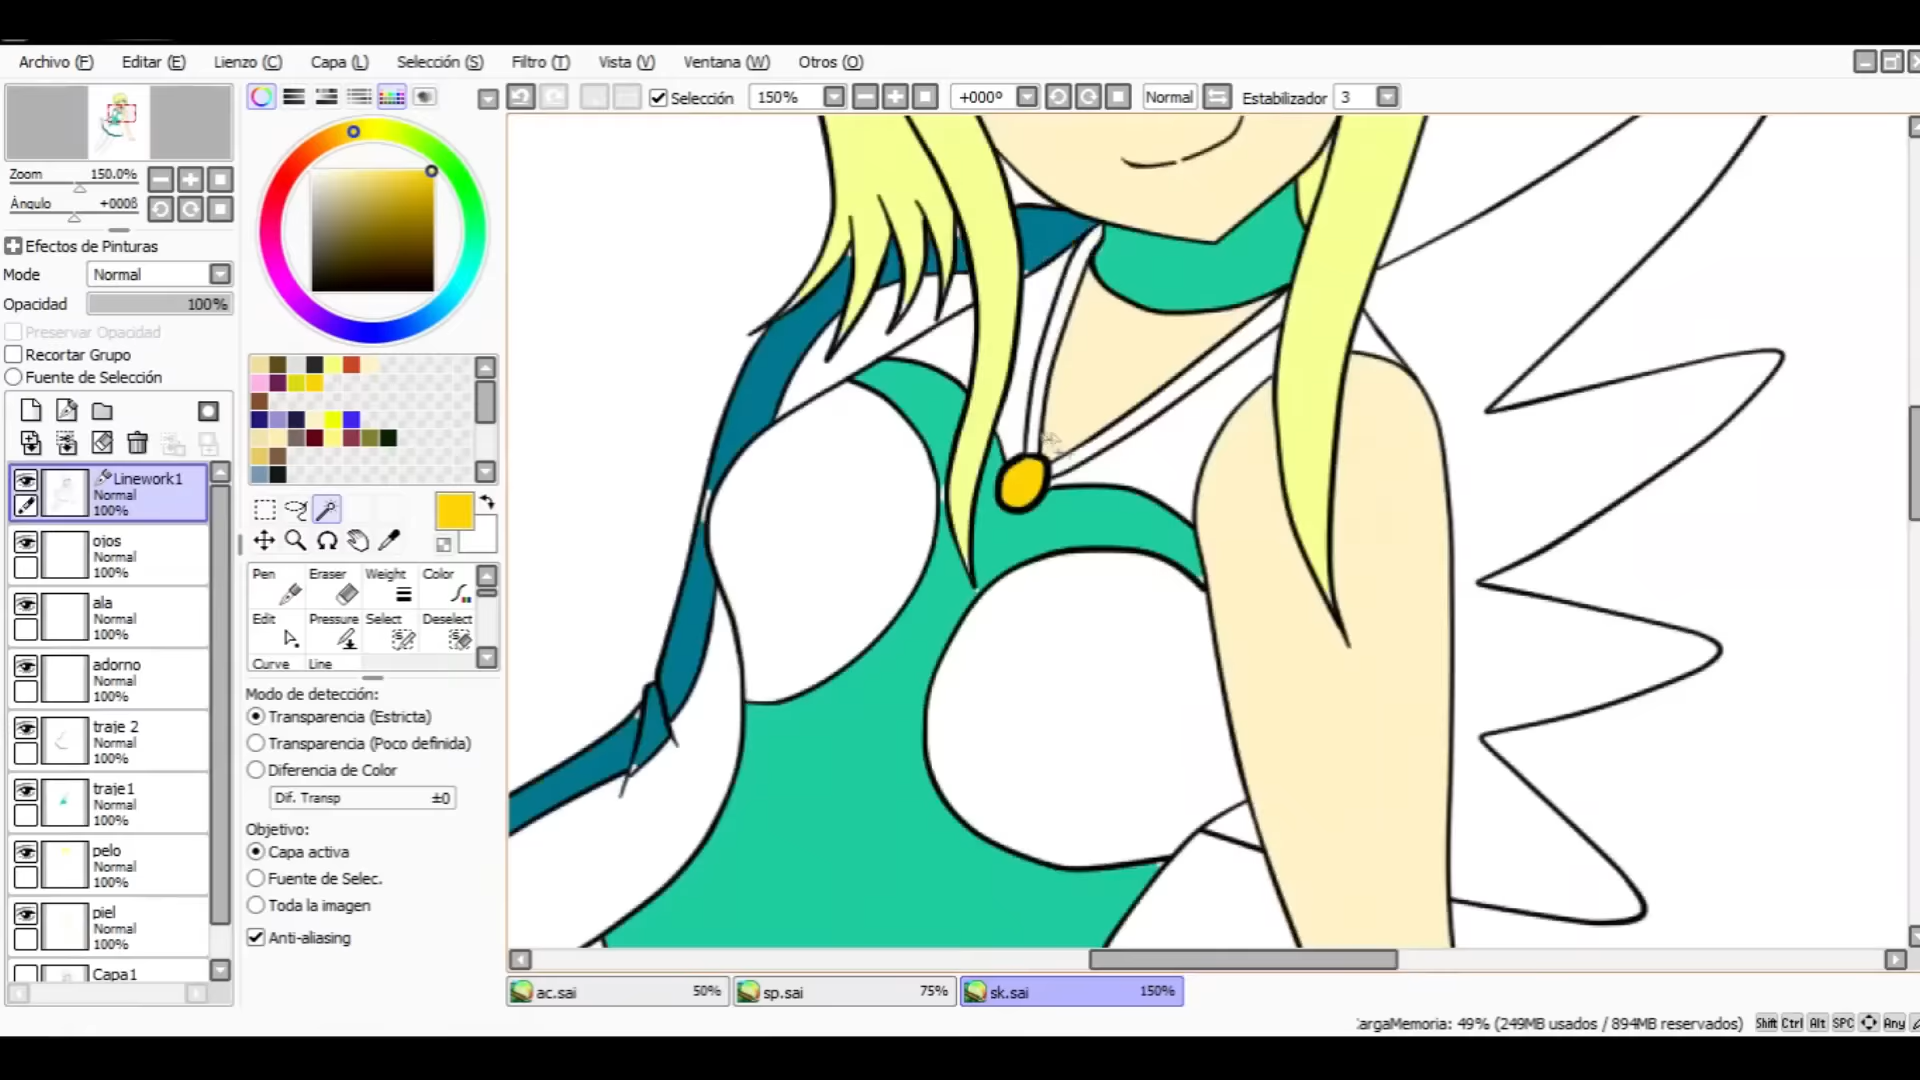 Archivo (F) Editar (E) Lienzo (C) Capa (L) Selección (S) Filtro (T) Vista (V) Ventana (W) Otros (O)
Selección 150% +000º Normal Estabilizador 3
Zoom 150.0%
Ángulo +0008
Efectos de Pinturas
Mode Normal
Opacidad 100%
Preservar Opacidad
Recortar Grupo
Fuente de Selección
Linework1
Normal
100%
ojos
Normal
100%
ala
Normal
100%
adorno
Normal
100%
traje 2
Normal
100%
traje1
Normal
100%
pelo
Normal
100%
piel
Normal
100%
Capa1
Pen Eraser Weight Color
Edit Pressure Select Deselect
Curve Line
Modo de detección:
Transparencia (Estricta)
Transparencia (Poco definida)
Diferencia de Color
Dif. Transp ±0
Objetivo:
Capa activa
Fuente de Selec.
Toda la imagen
Anti-aliasing
ac.sai 50% sp.sai 75% sk.sai 150%
argaMemoria: 49% (249MB usados / 894MB reservados) Shift Ctrl Alt SPC Any